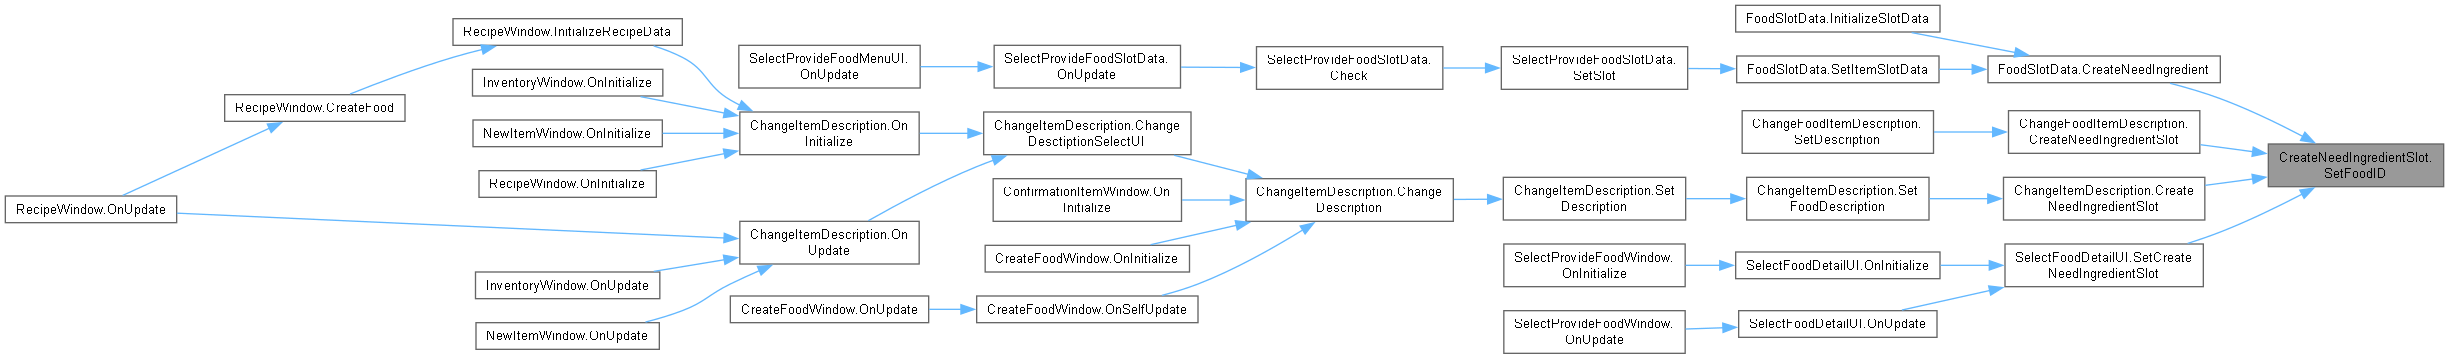 RecipeWindow.InitializeRecipeData
InventoryWindow.OnInitialize
NewItemWindow.OnInitialize
RecipeWindow.OnInitialize
RecipeWindow.CreateFood
RecipeWindow.OnUpdate
SelectProvideFoodMenuUI.
OnUpdate
ChangeItemDescription.On
Initialize
ChangeItemDescription.On
Update
InventoryWindow.OnUpdate
NewItemWindow.OnUpdate
CreateFoodWindow.OnUpdate
SelectProvideFoodSlotData.
OnUpdate
ChangeItemDescription.Change
DesctiptionSelectUI
ConfirmationItemWindow.On
Initialize
CreateFoodWindow.OnInitialize
CreateFoodWindow.OnSelfUpdate
SelectProvideFoodSlotData.
Check
ChangeItemDescription.Change
Description
SelectProvideFoodSlotData.
SetSlot
ChangeItemDescription.Set
Description
SelectProvideFoodWindow.
OnInitialize
SelectProvideFoodWindow.
OnUpdate
FoodSlotData.InitializeSlotData
FoodSlotData.SetItemSlotData
ChangeFoodItemDescription.
SetDescription
ChangeItemDescription.Set
FoodDescription
SelectFoodDetailUI.OnInitialize
SelectFoodDetailUI.OnUpdate
FoodSlotData.CreateNeedIngredient
ChangeFoodItemDescription.
CreateNeedIngredientSlot
ChangeItemDescription.Create
NeedIngredientSlot
SelectFoodDetailUI.SetCreate
NeedIngredientSlot
CreateNeedIngredientSlot.
SetFoodID